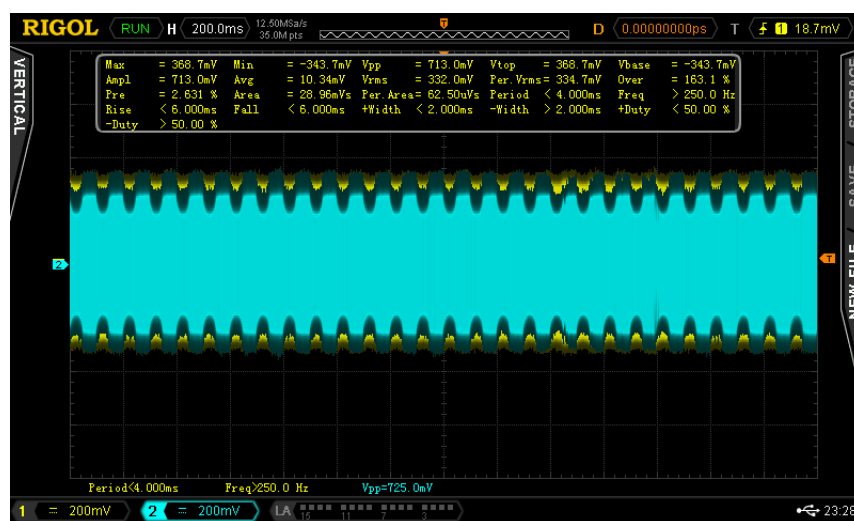 RIGOL RUN H 200.0ms 12.50MSa/s 35.0M pts T D 0.00000000ps T 1 18.7mV
VERTICAL
Max = 368.7mV Min = -343.7mV Vpp = 713.0mV Vtop = 368.7mV Vbase = -343.7mV
Ampl = 713.0mV Avg = 10.34mV Vrms = 332.0mV Per.Vrms= 334.7mV Over = 163.1 %
Pre = 2.631 % Area = 28.96mVs Per.Area= 62.50uVs Period < 4.000ms Freq > 250.0 Hz
Rise < 6.000ms Fall < 6.000ms +Width < 2.000ms -Width > 2.000ms +Duty < 50.00 %
-Duty > 50.00 %
STORAGE
SAVE
NEW FILE
2
T
Period<4.000ms Freq>250.0 Hz Vpp=725.0mV
1 = 200mV 2 = 200mV LA 15 11 7 3 23:28